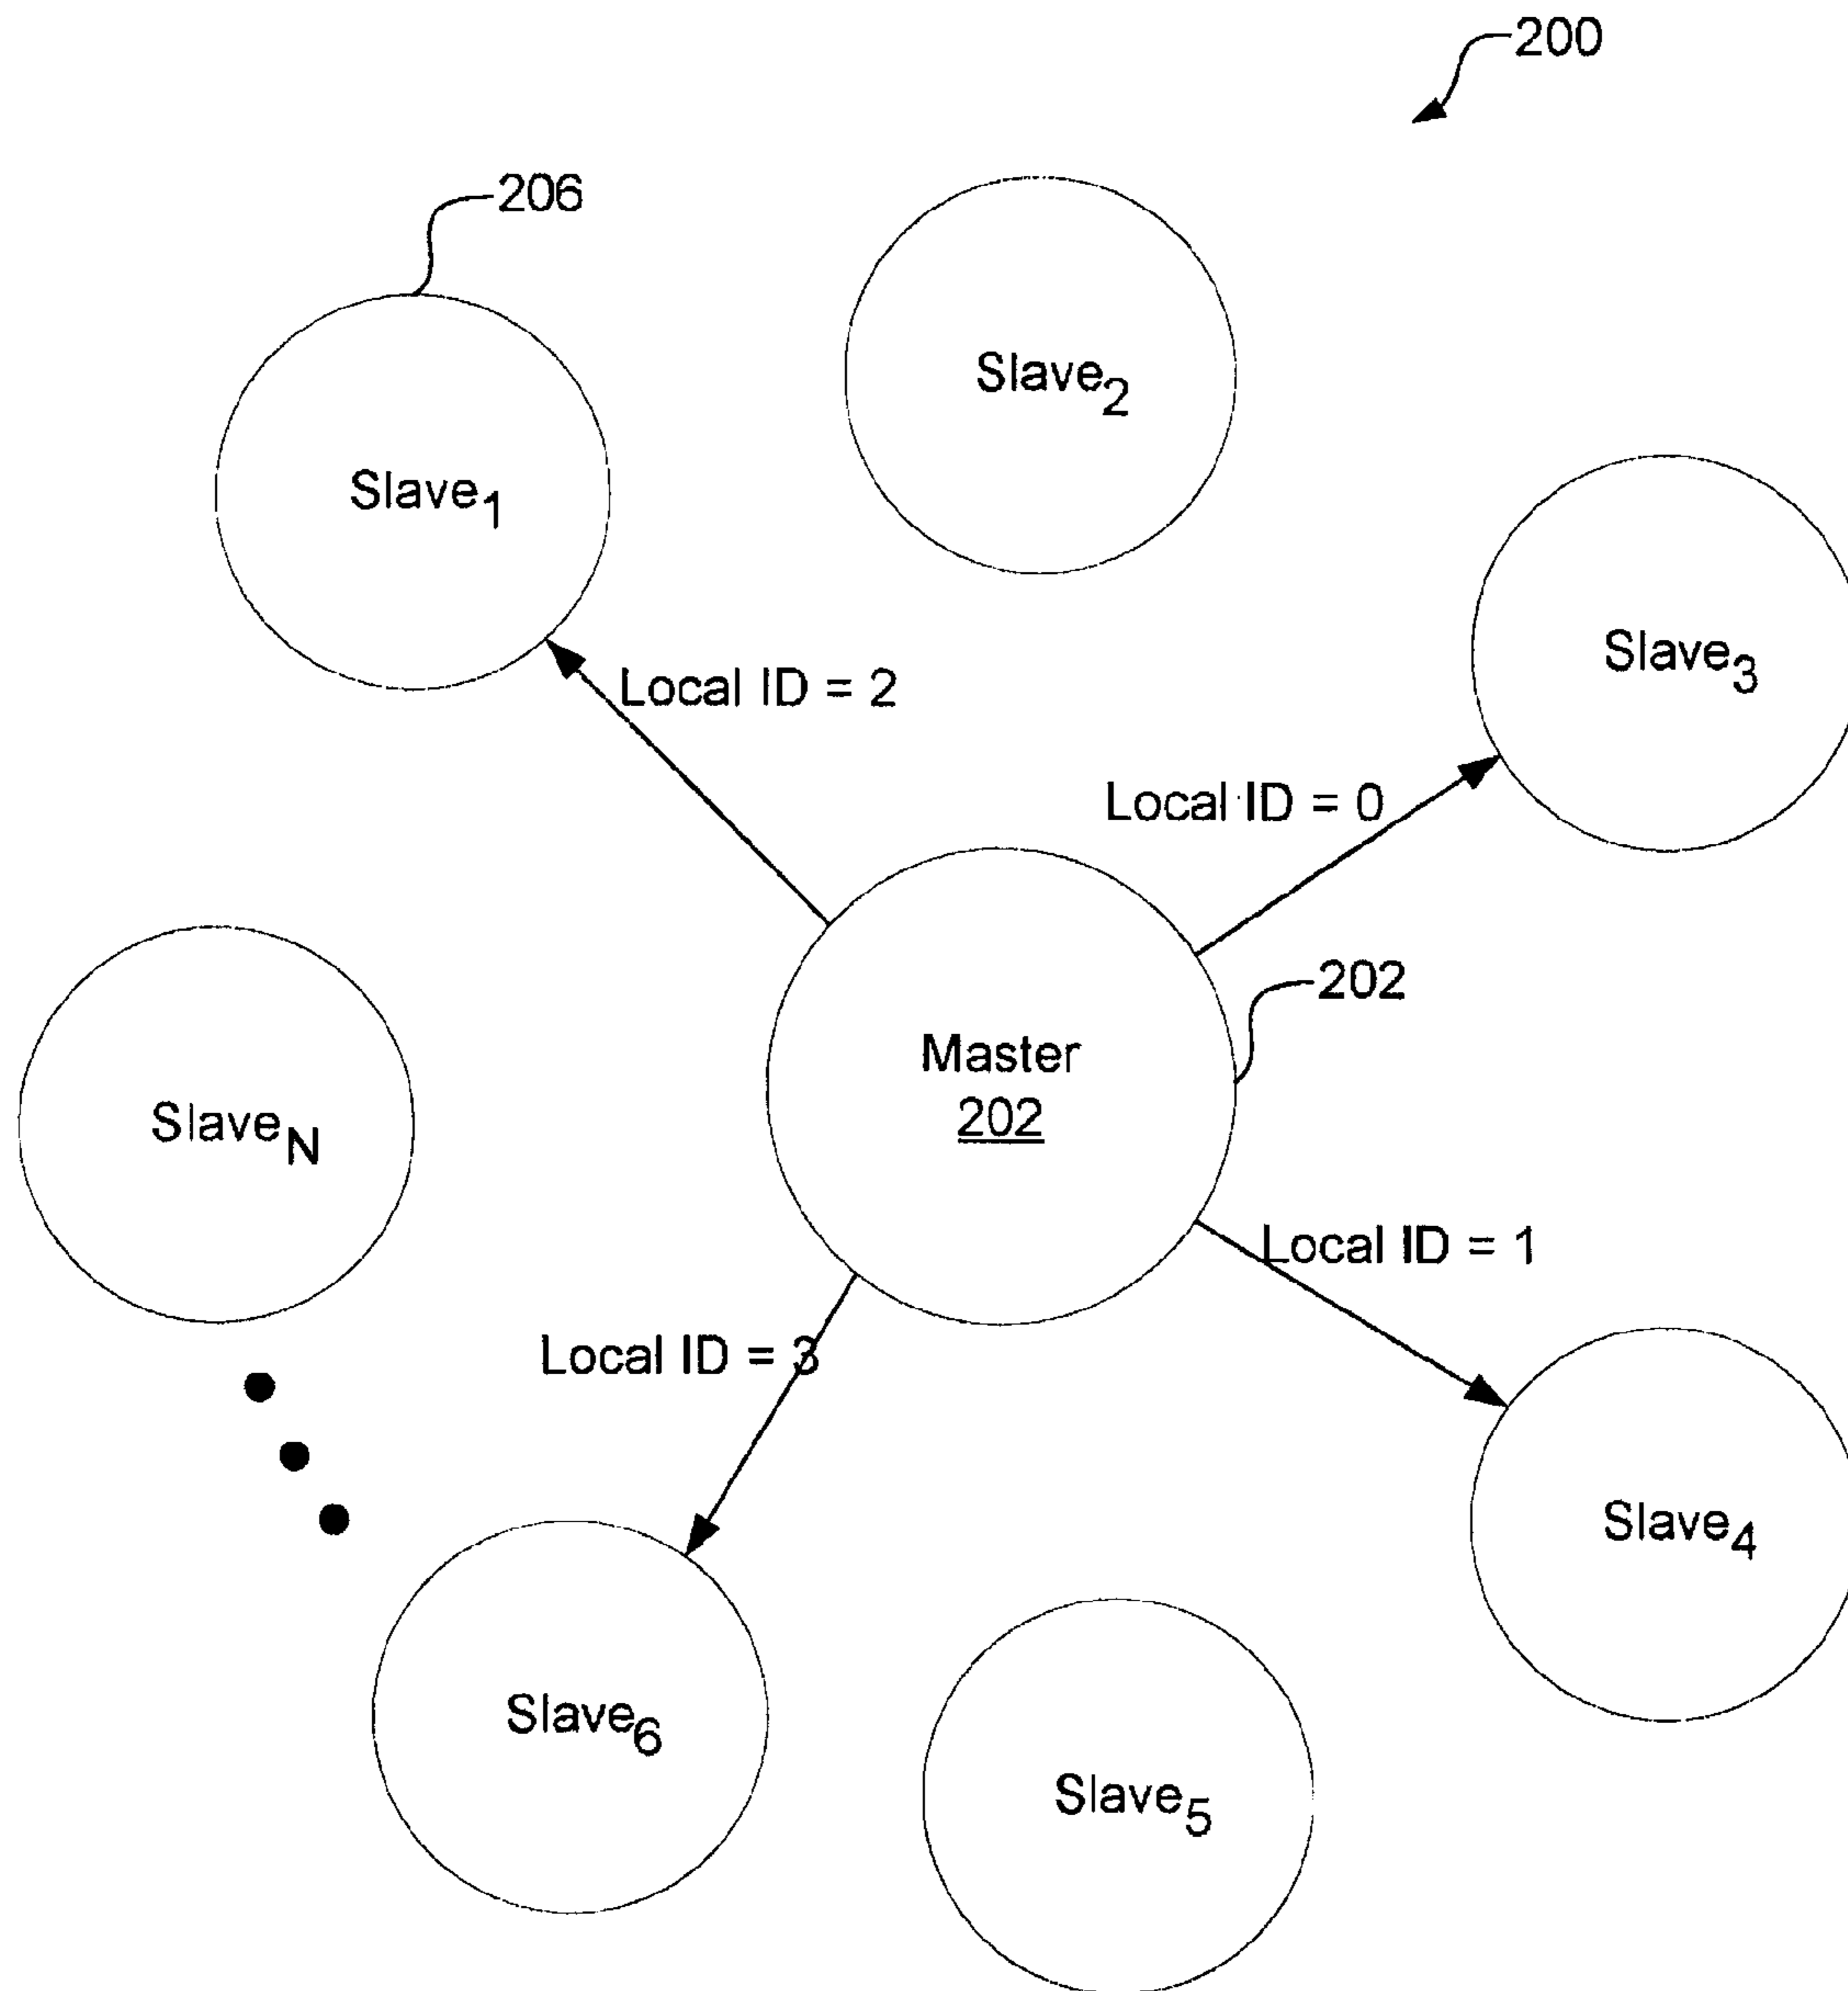 200
206
Slave2
Slave1
Slave3
Local ID = 2
Local ID = 0
202
Master
202
SlaveN
Local ID = 1
Local ID = 3
Slave4
Slave6
Slave5